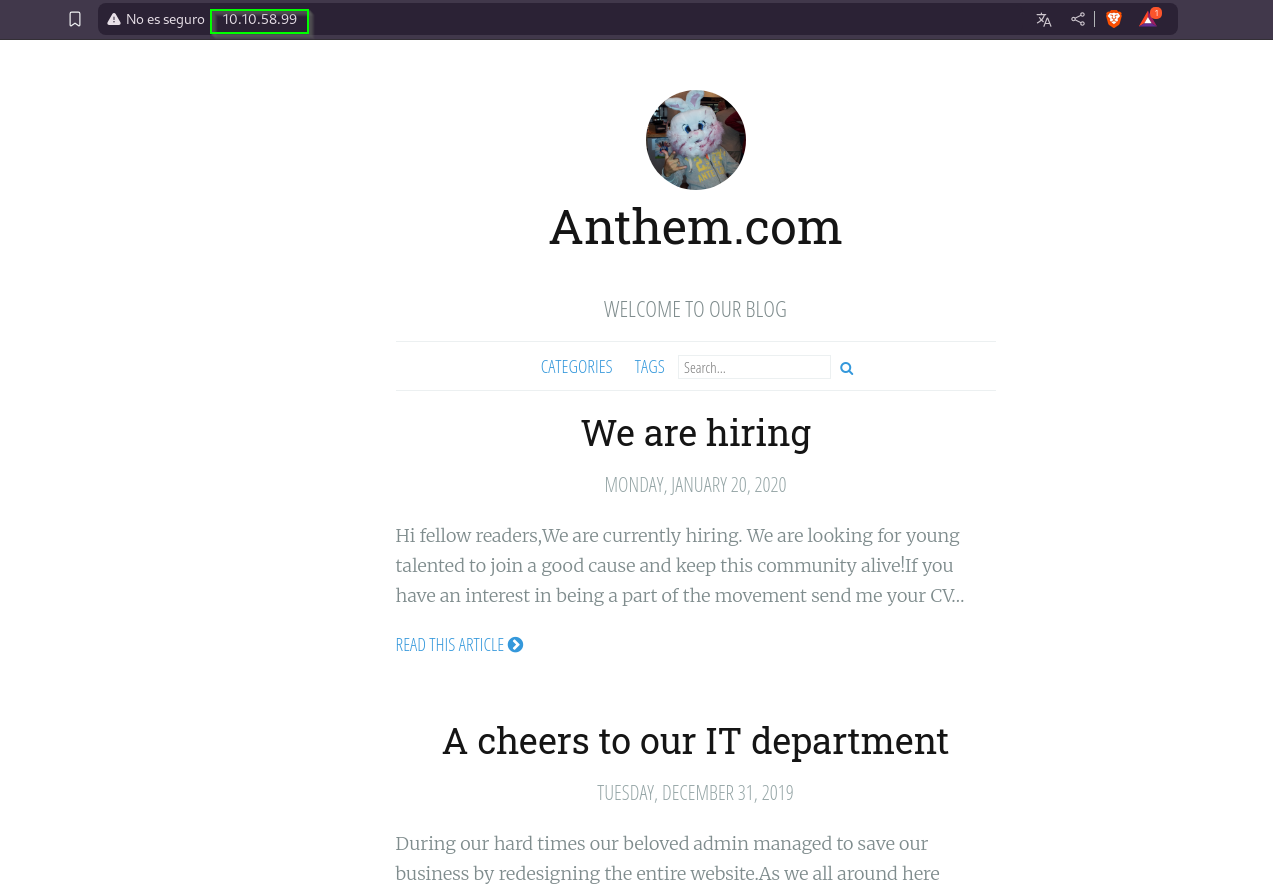 No es seguro 10.10.58.99
1
Anthem.com
WELCOME TO OUR BLOG
CATEGORIES TAGS Search...
We are hiring
MONDAY, JANUARY 20, 2020
Hi fellow readers,We are currently hiring. We are looking for young
talented to join a good cause and keep this community alive!If you
have an interest in being a part of the movement send me your CV...
READ THIS ARTICLE
A cheers to our IT department
TUESDAY, DECEMBER 31, 2019
During our hard times our beloved admin managed to save our
business by redesigning the entire website.As we all around here